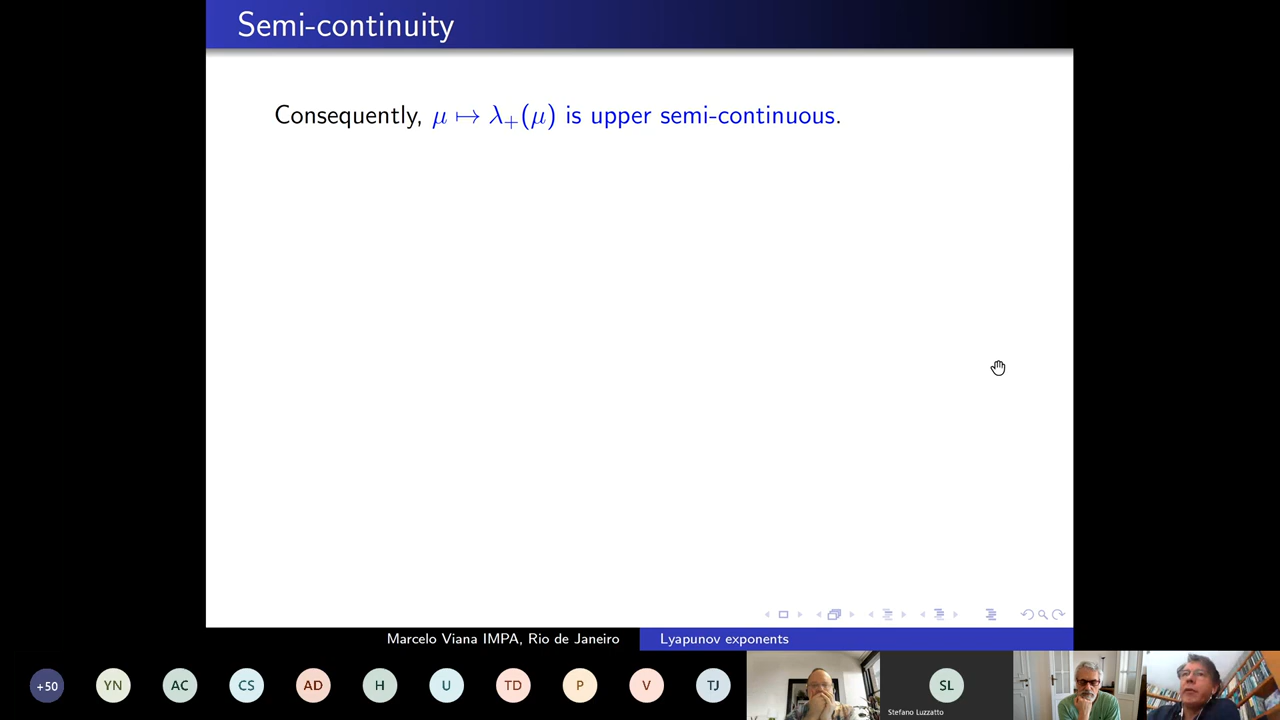 Semi-continuity
Consequently, μ ↦ λ₊(μ) is upper semi-continuous.
Marcelo Viana IMPA, Rio de Janeiro
Lyapunov exponents
+50
YN
AC
CS
AD
H
U
TD
P
V
TJ
SL
Stefano Luzzatto